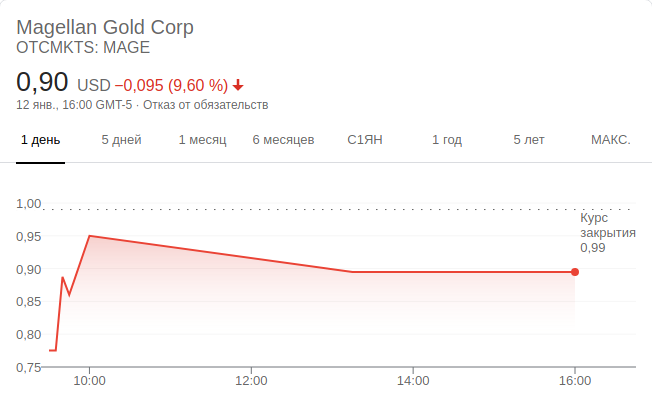 Magellan Gold Corp
OTCMKTS: MAGE
0,90 USD −0,095 (9,60 %)
12 янв., 16:00 GMT-5 · Отказ от обязательств
1 день 5 дней 1 месяц 6 месяцев С1ЯН 1 год 5 лет МАКС.
1,00
Курс
закрытия
0,99
0,95
0,90
0,85
0,80
0,75
10:00 12:00 14:00 16:00